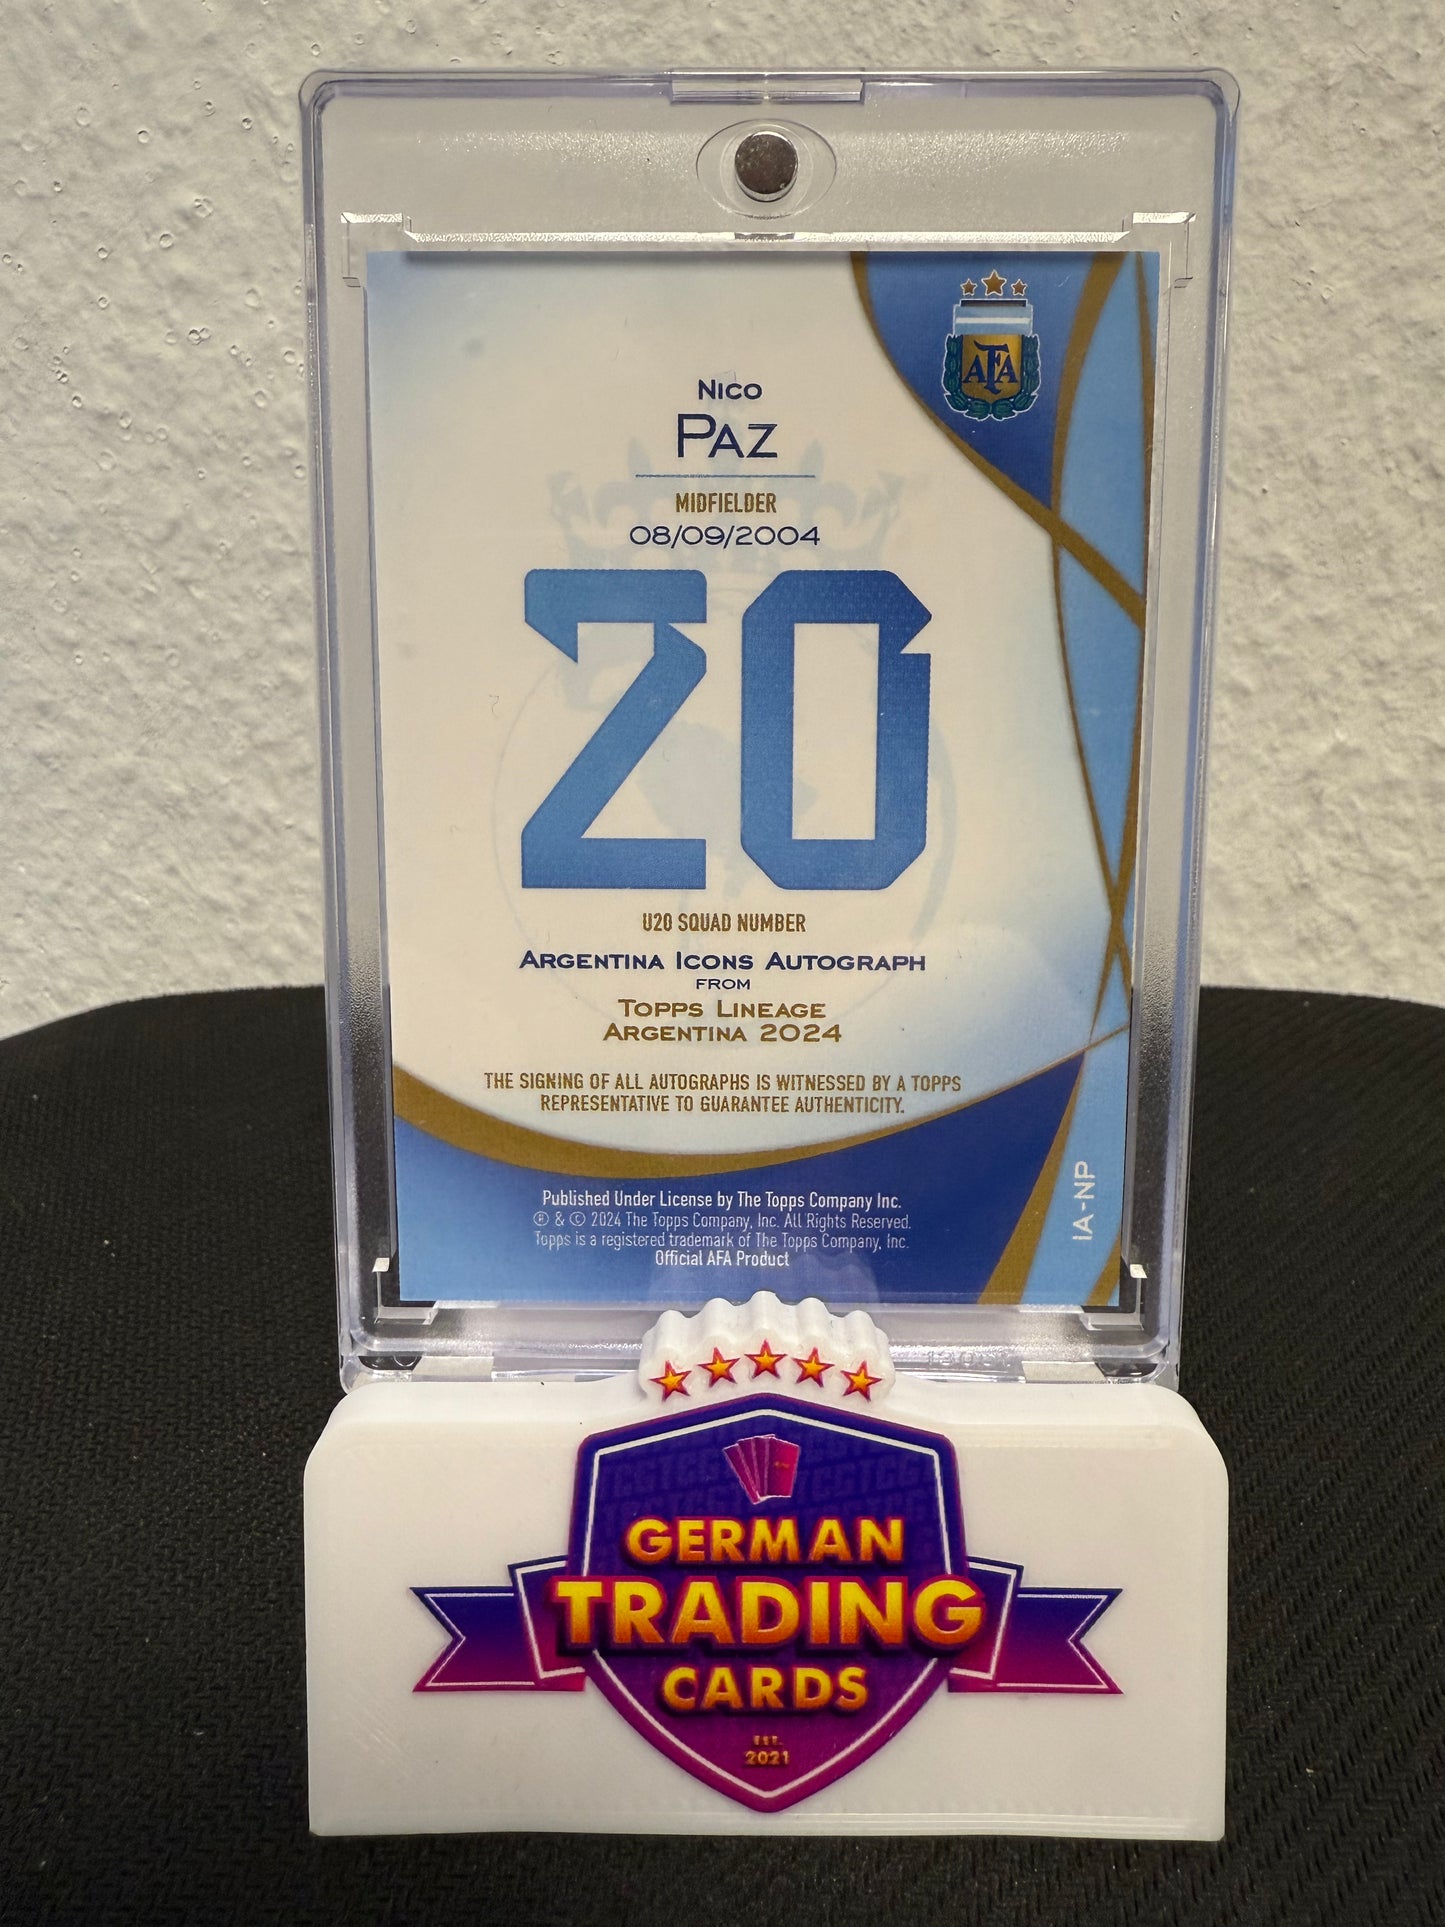 AFA
Nico
Paz
MIDFIELDER
08/09/2004
20
U20 SQUAD NUMBER
Argentina Icons Autograph
from
Topps Lineage
Argentina 2024
THE SIGNING OF ALL AUTOGRAPHS IS WITNESSED BY A TOPPS
REPRESENTATIVE TO GUARANTEE AUTHENTICITY.
IA-NP
Published Under License by The Topps Company Inc.
℗ & © 2024 The Topps Company, Inc. All Rights Reserved.
Topps is a registered trademark of The Topps Company, Inc.
Official AFA Product
GERMAN
TRADING
CARDS
EST.
2021